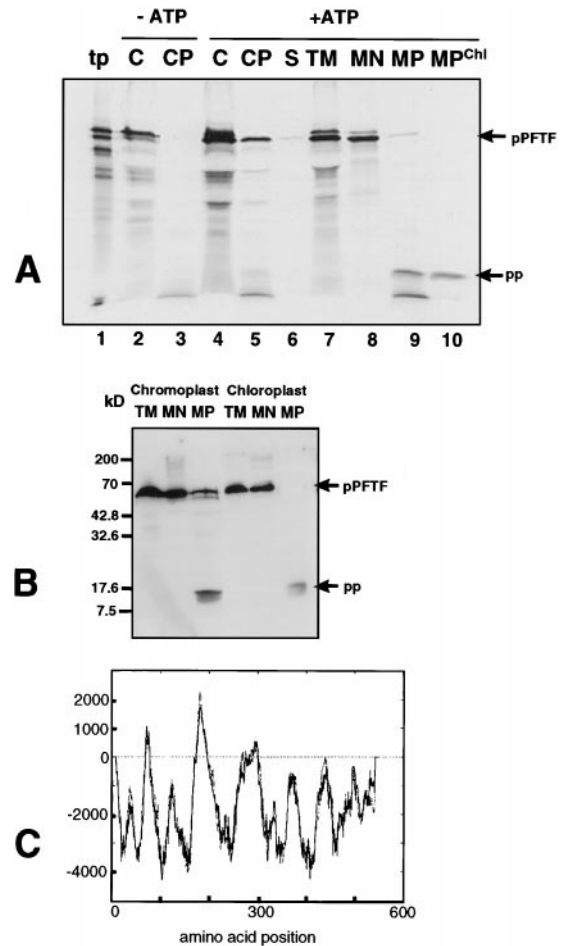 - ATP +ATP
tp C CP C CP S TM MN MP MP^Chl
pPFTF
A
pp
1 2 3 4 5 6 7 8 9 10
Chromoplast Chloroplast
kD TM MN MP TM MN MP
200
70
pPFTF
42.8
32.6
B
17.6
pp
7.5
2000
1000
0
-2000
C
-4000
0 300 600
amino acid position